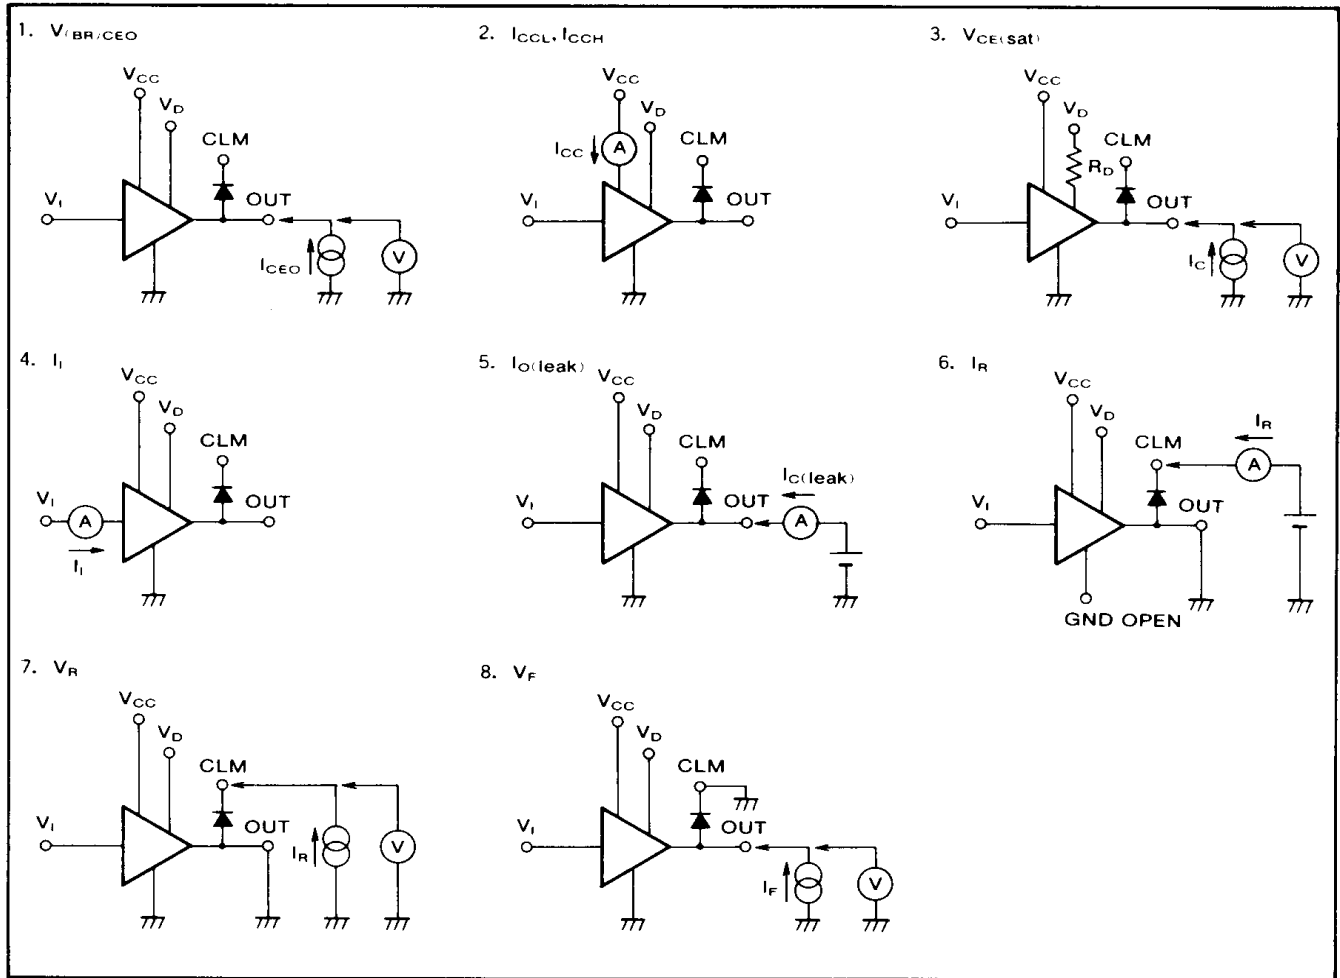 1. V(BR)CEO
VCC
VD
CLM
VI
OUT
ICEO
V
2. ICCL, ICCH
VCC
VD
ICC
A
CLM
VI
OUT
3. VCE(sat)
VCC
VD
RD
CLM
VI
OUT
IC
V
4. II
VCC
VD
CLM
VI
A
OUT
II
5. IO(leak)
VCC
VD
CLM
IC(leak)
VI
OUT
A
6. IR
VCC
VD
IR
CLM
A
VI
OUT
GND OPEN
7. VR
VCC
VD
CLM
VI
OUT
IR
V
8. VF
VCC
VD
CLM
VI
OUT
IF
V